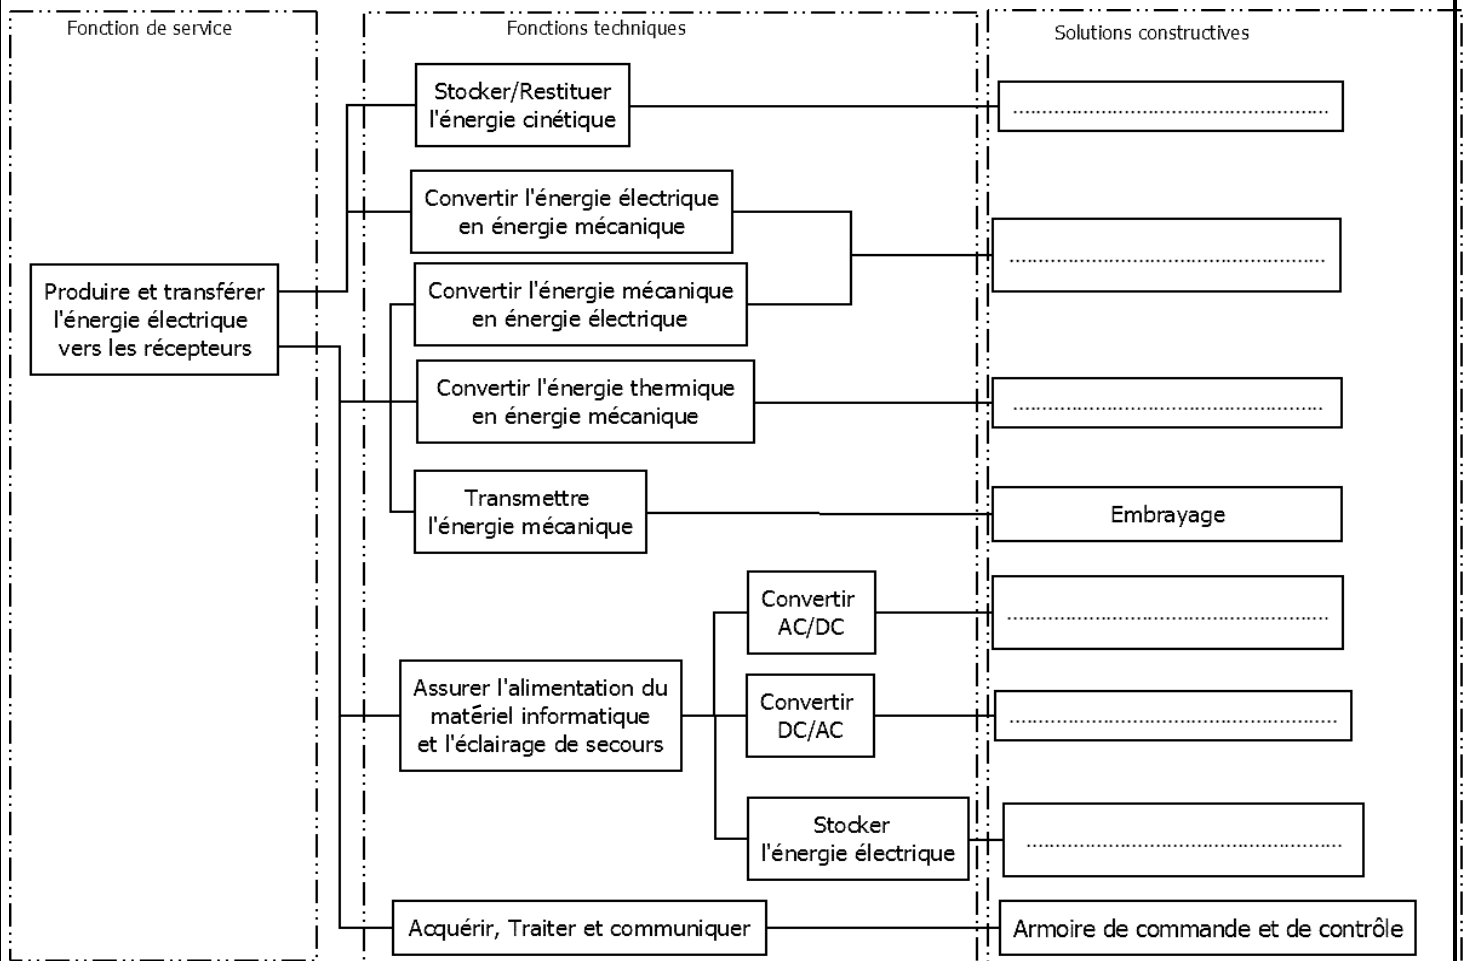 Fonction de service
Fonctions techniques
Solutions constructives
Stocker/Restituer
l'énergie cinétique
................................................
Convertir l'énergie électrique
en énergie mécanique
................................................
Produire et transférer
l'énergie électrique
vers les récepteurs
Convertir l'énergie mécanique
en énergie électrique
Convertir l'énergie thermique
en énergie mécanique
................................................
Transmettre
l'énergie mécanique
Embrayage
Convertir
AC/DC
................................................
Assurer l'alimentation du
matériel informatique
et l'éclairage de secours
Convertir
DC/AC
................................................
Stocker
l'énergie électrique
................................................
Acquérir, Traiter et communiquer
Armoire de commande et de contrôle